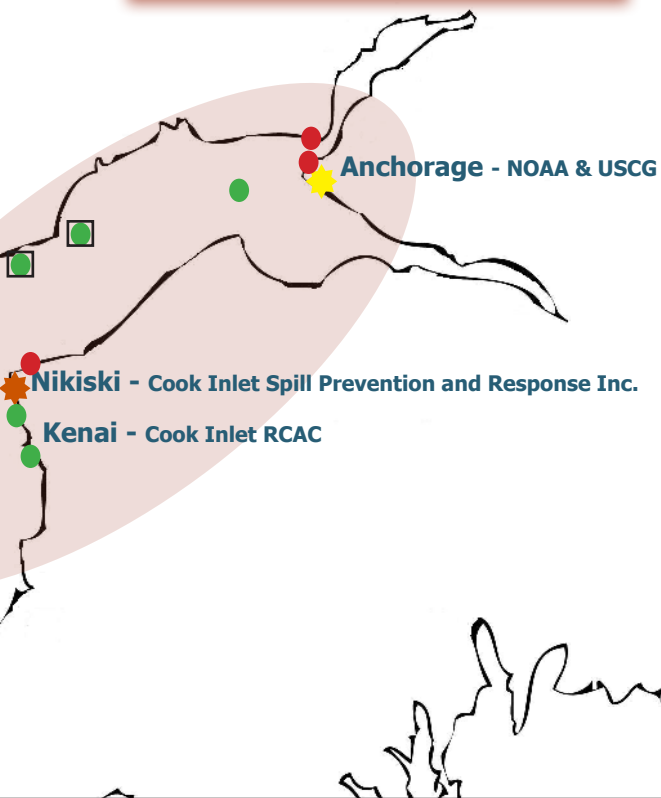 Anchorage - NOAA & USCG
Nikiski - Cook Inlet Spill Prevention and Response Inc.
Kenai - Cook Inlet RCAC